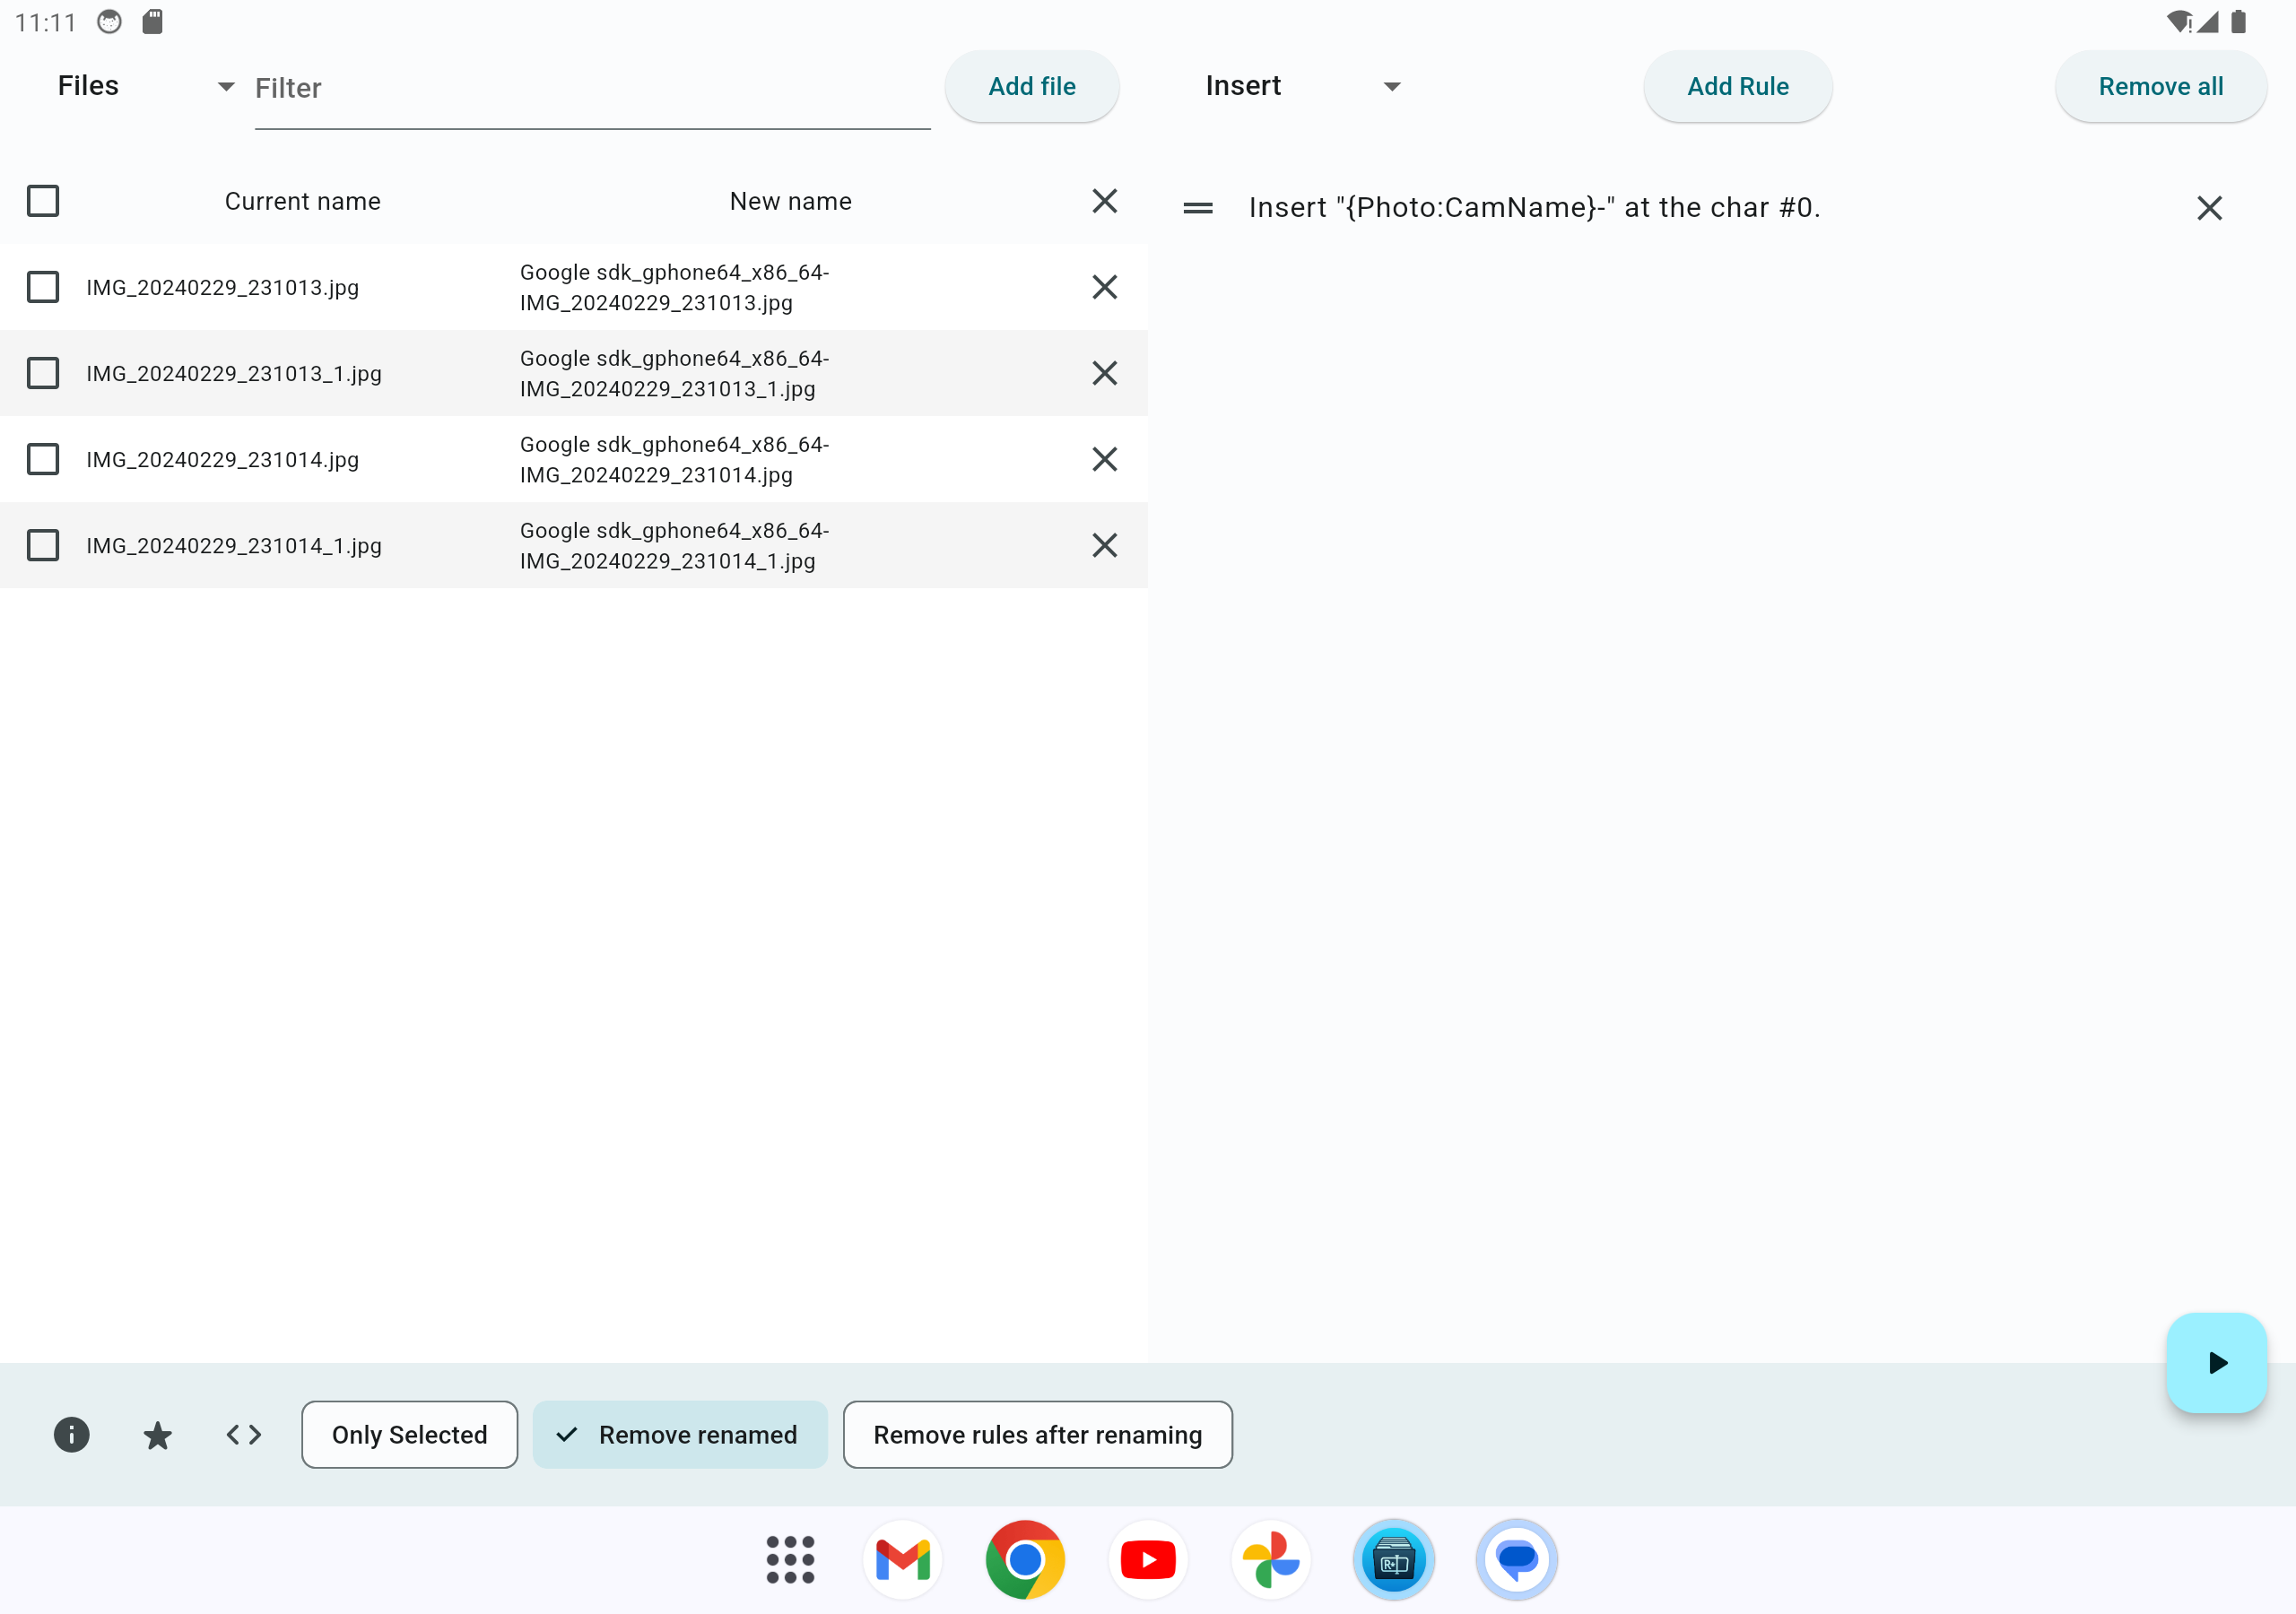 11:11
Files
Filter
Add file
Insert
Add Rule
Remove all
Current name
New name
Insert "{Photo:CamName}-" at the char #0.
IMG_20240229_231013.jpg
Google sdk_gphone64_x86_64-
IMG_20240229_231013.jpg
IMG_20240229_231013_1.jpg
Google sdk_gphone64_x86_64-
IMG_20240229_231013_1.jpg
IMG_20240229_231014.jpg
Google sdk_gphone64_x86_64-
IMG_20240229_231014.jpg
IMG_20240229_231014_1.jpg
Google sdk_gphone64_x86_64-
IMG_20240229_231014_1.jpg
Only Selected
Remove renamed
Remove rules after renaming